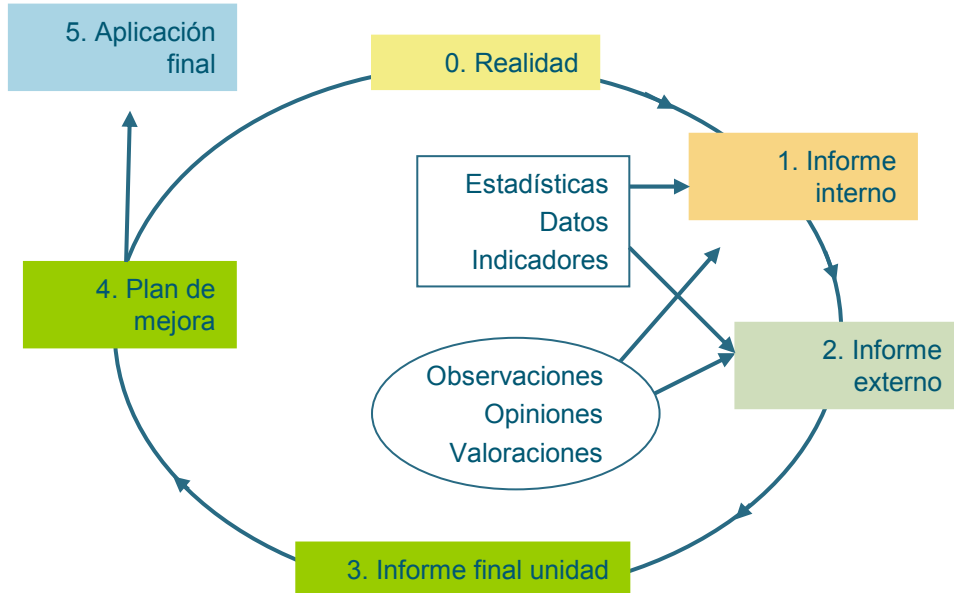 5. Aplicación
final
0. Realidad
1. Informe
interno
Estadísticas
Datos
Indicadores
4. Plan de
mejora
2. Informe
externo
Observaciones
Opiniones
Valoraciones
3. Informe final unidad